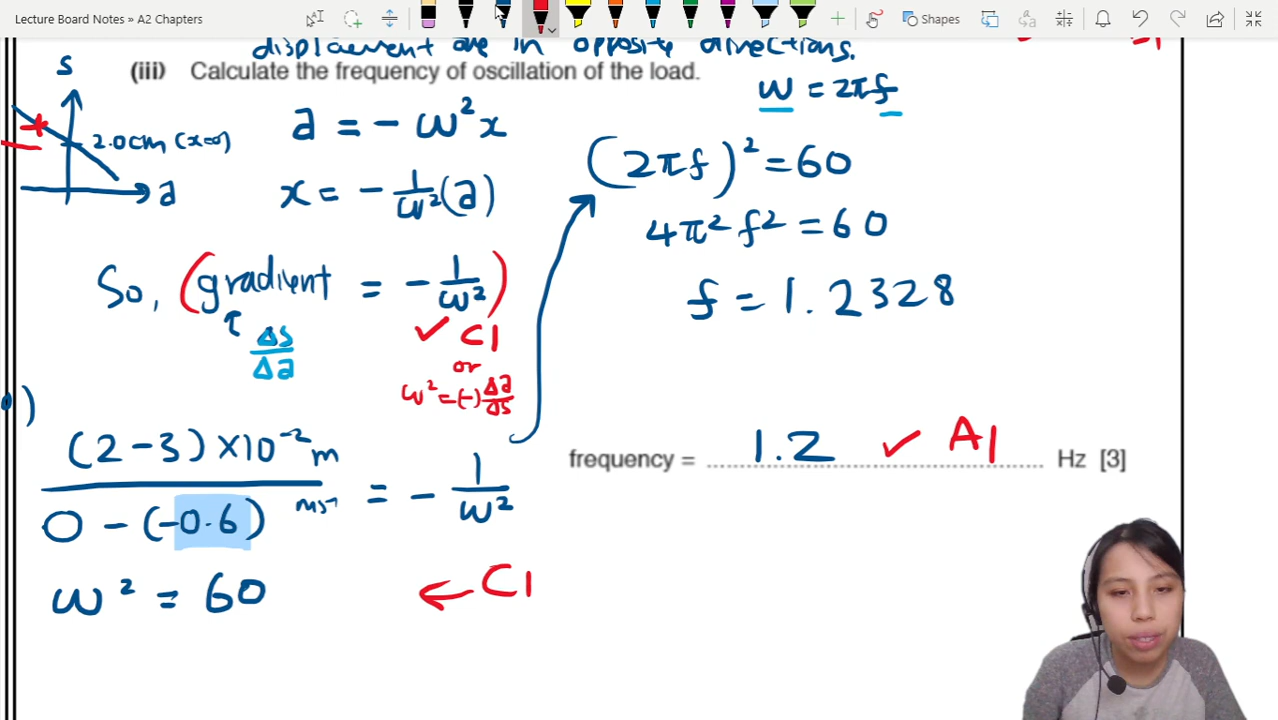 Lecture Board Notes » A2 Chapters
Shapes
displacement are in opposite directions.
(iii) Calculate the frequency of oscillation of the load.
s
2.0cm (x=0)
a
a = - ω²x
x = - 1/ω² (a)
So, (gradient = - 1/ω²)
Δs/Δa
✓ C1
or
ω² = (-) Δa/Δs
(2-3)×10⁻² m / 0 - (-0.6) = - 1/ω²
ω² = 60
← C1
ω = 2πf
(2πf)² = 60
4π² f² = 60
f = 1.2328
frequency = 1.2 ✓ A1 Hz [3]